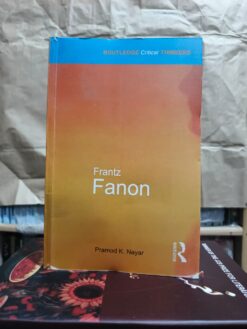 ROUTLEDGE Critical THINKERS
Frantz
Fanon
Pramod K. Nayar
R